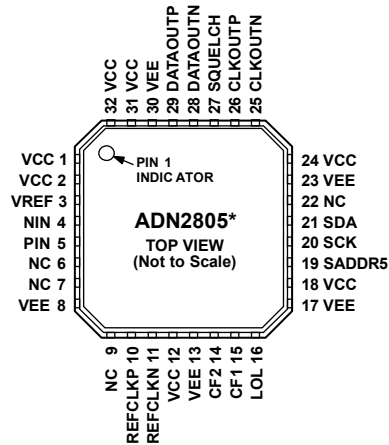 32 VCC
31 VCC
30 VEE
29 DATAOUTP
28 DATAOUTN
27 SQUELCH
26 CLKOUTP
25 CLKOUTN
VCC 1
VCC 2
VREF 3
NIN 4
PIN 5
NC 6
NC 7
VEE 8
PIN 1
INDIC ATOR
ADN2805*
TOP VIEW
(Not to Scale)
24 VCC
23 VEE
22 NC
21 SDA
20 SCK
19 SADDR5
18 VCC
17 VEE
NC 9
REFCLKP 10
REFCLKN 11
VCC 12
VEE 13
CF2 14
CF1 15
LOL 16